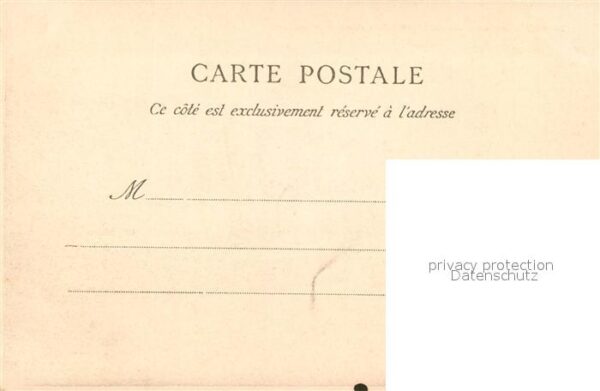 CARTE POSTALE
Ce côté est exclusivement réservé à l'adresse
M
privacy protection
Datenschutz